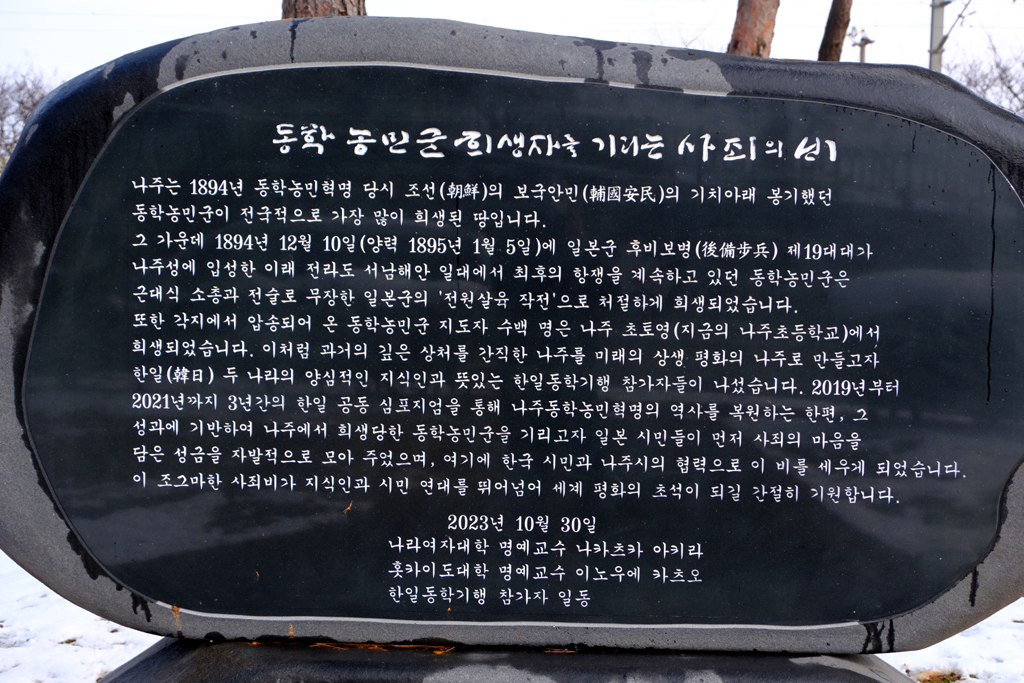 동학 농민군 희생자를 기리는 사죄의 비
나주는 1894년 동학농민혁명 당시 조선(朝鮮)의 보국안민(輔國安民)의 기치아래 봉기했던
동학농민군이 전국적으로 가장 많이 희생된 땅입니다.
그 가운데 1894년 12월 10일(양력 1895년 1월 5일)에 일본군 후비보병(後備步兵) 제19대대가
나주성에 입성한 이래 전라도 서남해안 일대에서 최후의 항쟁을 계속하고 있던 동학농민군은
근대식 소총과 전술로 무장한 일본군의 '전원살육 작전'으로 처절하게 희생되었습니다.
또한 각지에서 압송되어 온 동학농민군 지도자 수백 명은 나주 초토영(지금의 나주초등학교)에서
희생되었습니다. 이처럼 과거의 깊은 상처를 간직한 나주를 미래의 상생 평화의 나주로 만들고자
한일(韓日) 두 나라의 양심적인 지식인과 뜻있는 한일동학기행 참가자들이 나섰습니다. 2019년부터
2021년까지 3년간의 한일 공동 심포지엄을 통해 나주동학농민혁명의 역사를 복원하는 한편, 그
성과에 기반하여 나주에서 희생당한 동학농민군을 기리고자 일본 시민들이 먼저 사죄의 마음을
담은 성금을 자발적으로 모아 주었으며, 여기에 한국 시민과 나주시의 협력으로 이 비를 세우게 되었습니다.
이 조그마한 사죄비가 지식인과 시민 연대를 뛰어넘어 세계 평화의 초석이 되길 간절히 기원합니다.
2023년 10월 30일
나라여자대학 명예교수 나카츠카 아키라
홋카이도대학 명예교수 이노우에 카츠오
한일동학기행 참가자 일동